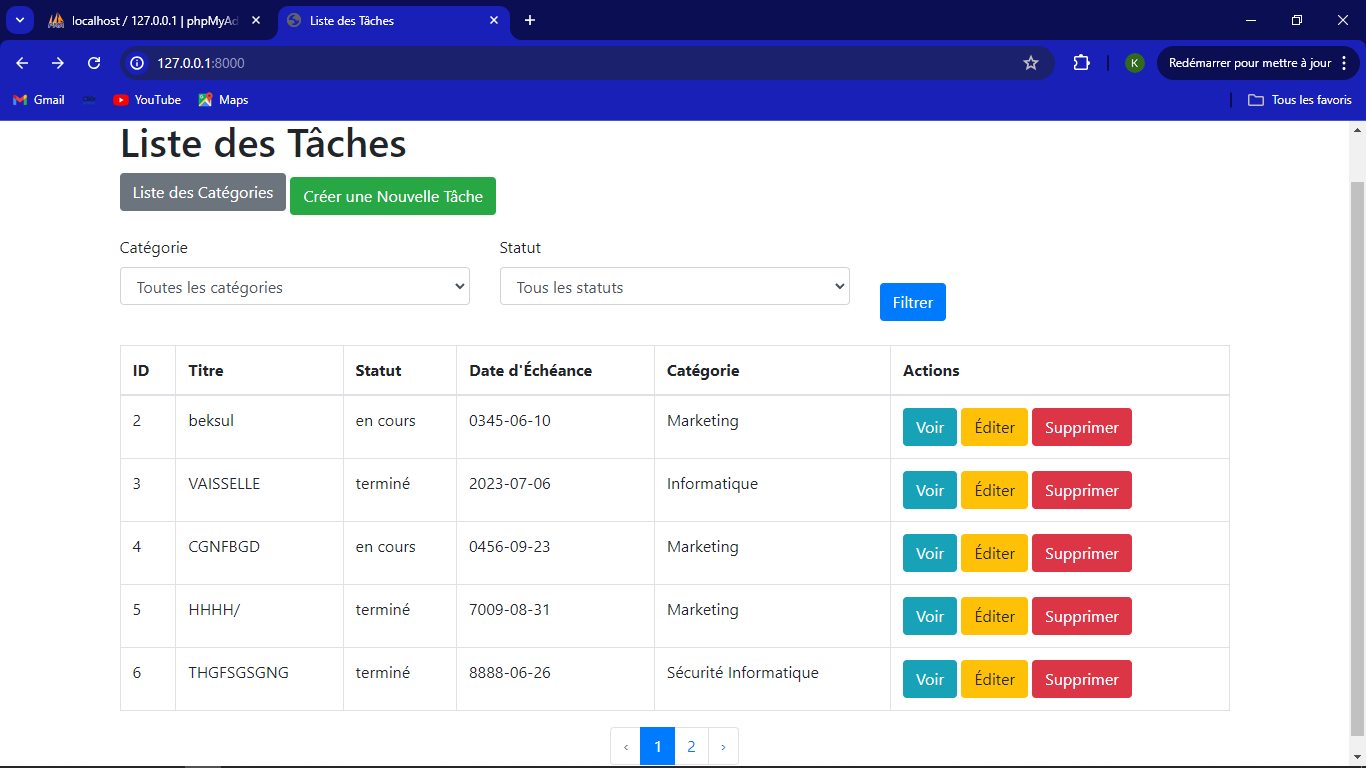 localhost / 127.0.0.1 | phpMyAd
Liste des Tâches
127.0.0.1:8000
K
Redémarrer pour mettre à jour
Gmail
YouTube
Maps
Tous les favoris
Liste des Tâches
Liste des Catégories
Créer une Nouvelle Tâche
Catégorie
Statut
Toutes les catégories
Tous les statuts
Filtrer
ID Titre Statut Date d'Échéance Catégorie Actions
2 beksul en cours 0345-06-10 Marketing Voir Éditer Supprimer
3 VAISSELLE terminé 2023-07-06 Informatique Voir Éditer Supprimer
4 CGNFBGD en cours 0456-09-23 Marketing Voir Éditer Supprimer
5 HHHH/ terminé 7009-08-31 Marketing Voir Éditer Supprimer
6 THGFSGSGNG terminé 8888-06-26 Sécurité Informatique Voir Éditer Supprimer
‹ 1 2 ›